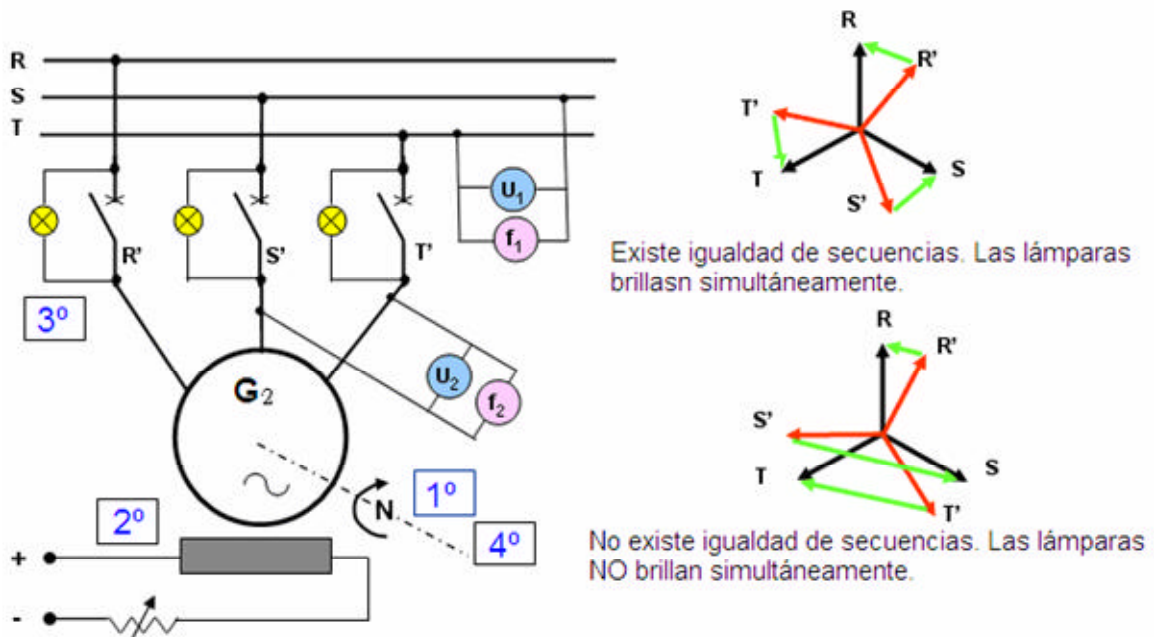 R
S
T
R'
S'
T'
U1
f1
3º
G2
U2
f2
1º
N
2º
4º
+
-
R
R'
T'
T
S'
S
Existe igualdad de secuencias. Las lámparas
brillasn simultáneamente.
R
R'
S'
T
S
T'
No existe igualdad de secuencias. Las lámparas
NO brillan simultáneamente.